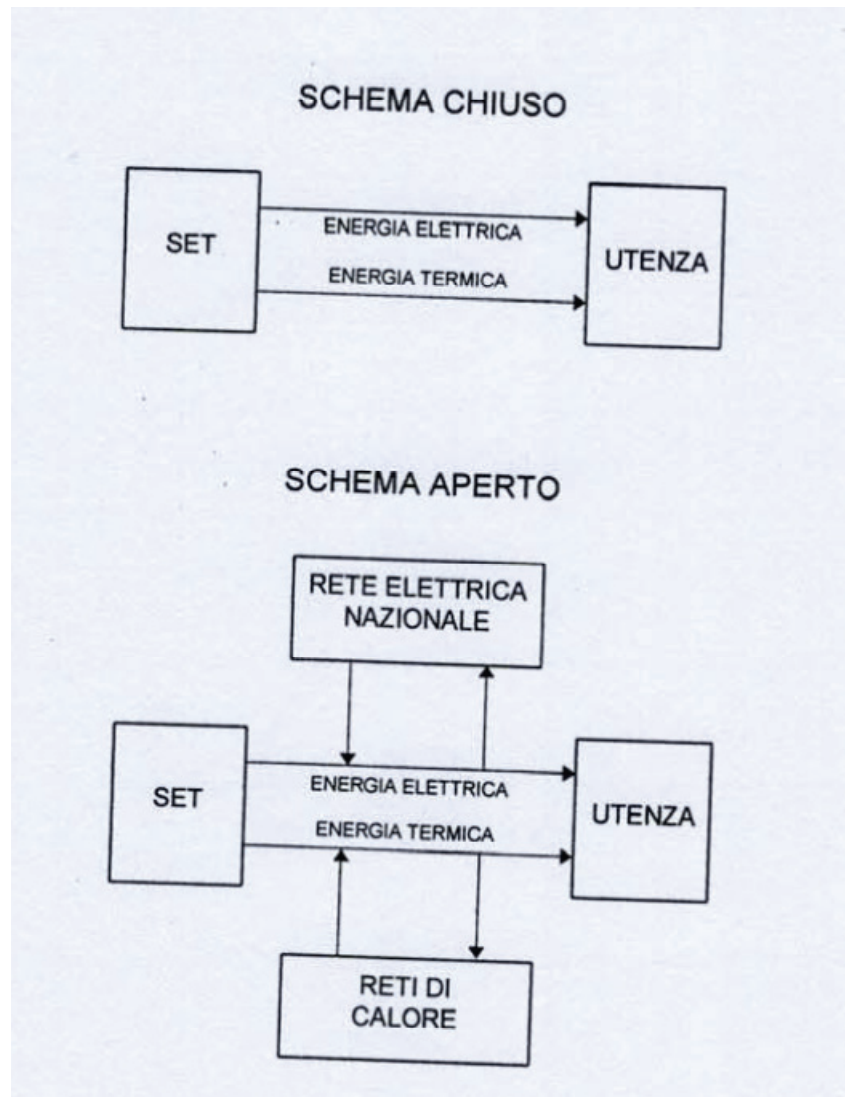 SCHEMA CHIUSO
SET
ENERGIA ELETTRICA
ENERGIA TERMICA
UTENZA
SCHEMA APERTO
RETE ELETTRICA
NAZIONALE
SET
ENERGIA ELETTRICA
ENERGIA TERMICA
UTENZA
RETI DI
CALORE